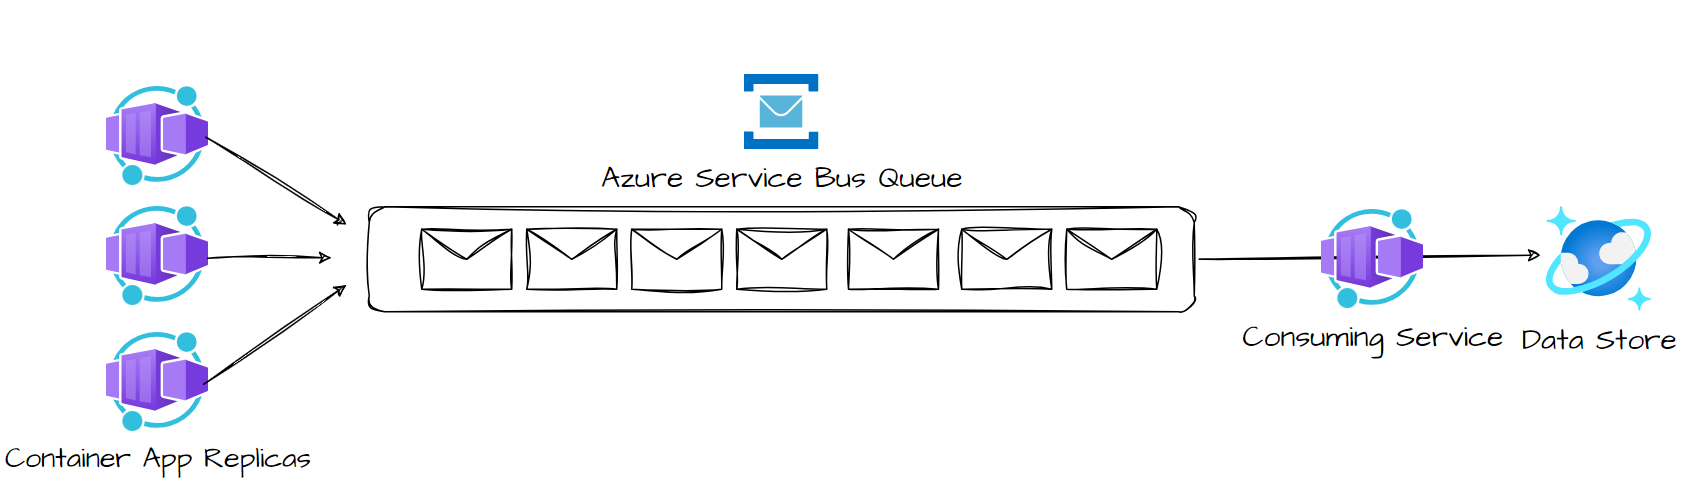 Azure Service Bus Queue
Consuming Service
Data Store
Container App Replicas